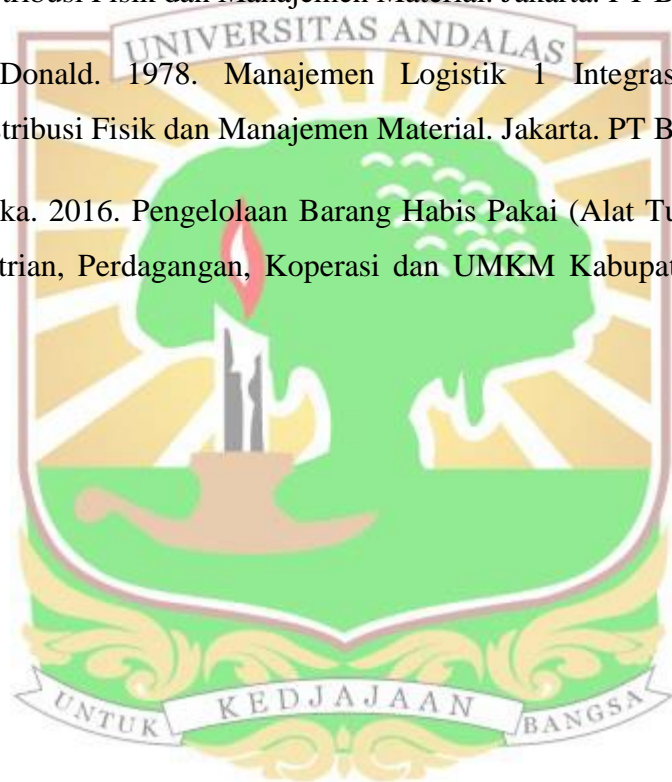 tribusi Fisik dan Manajemen Material. Jakarta. PT B
UNIVERSITAS ANDALAS
Donald. 1978. Manajemen Logistik 1 Integras
stribusi Fisik dan Manajemen Material. Jakarta. PT B
ka. 2016. Pengelolaan Barang Habis Pakai (Alat Tu
trian, Perdagangan, Koperasi dan UMKM Kabupat
UNTUK KEDJAJAAN BANGSA